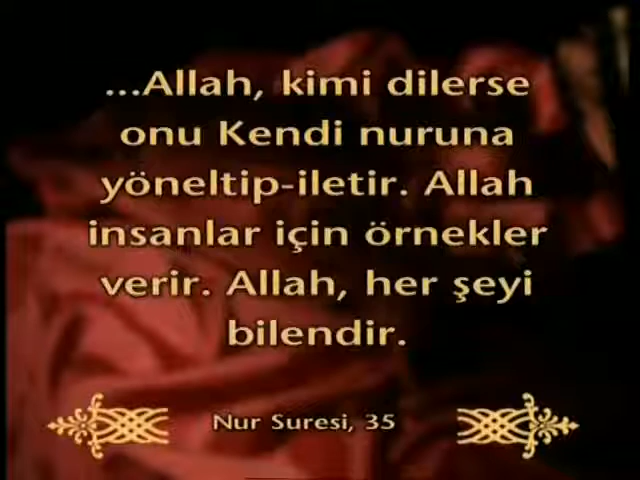 ...Allah, kimi dilerse
onu Kendi nuruna
yöneltip-iletir. Allah
insanlar için örnekler
verir. Allah, her şeyi
bilendir.
Nur Suresi, 35